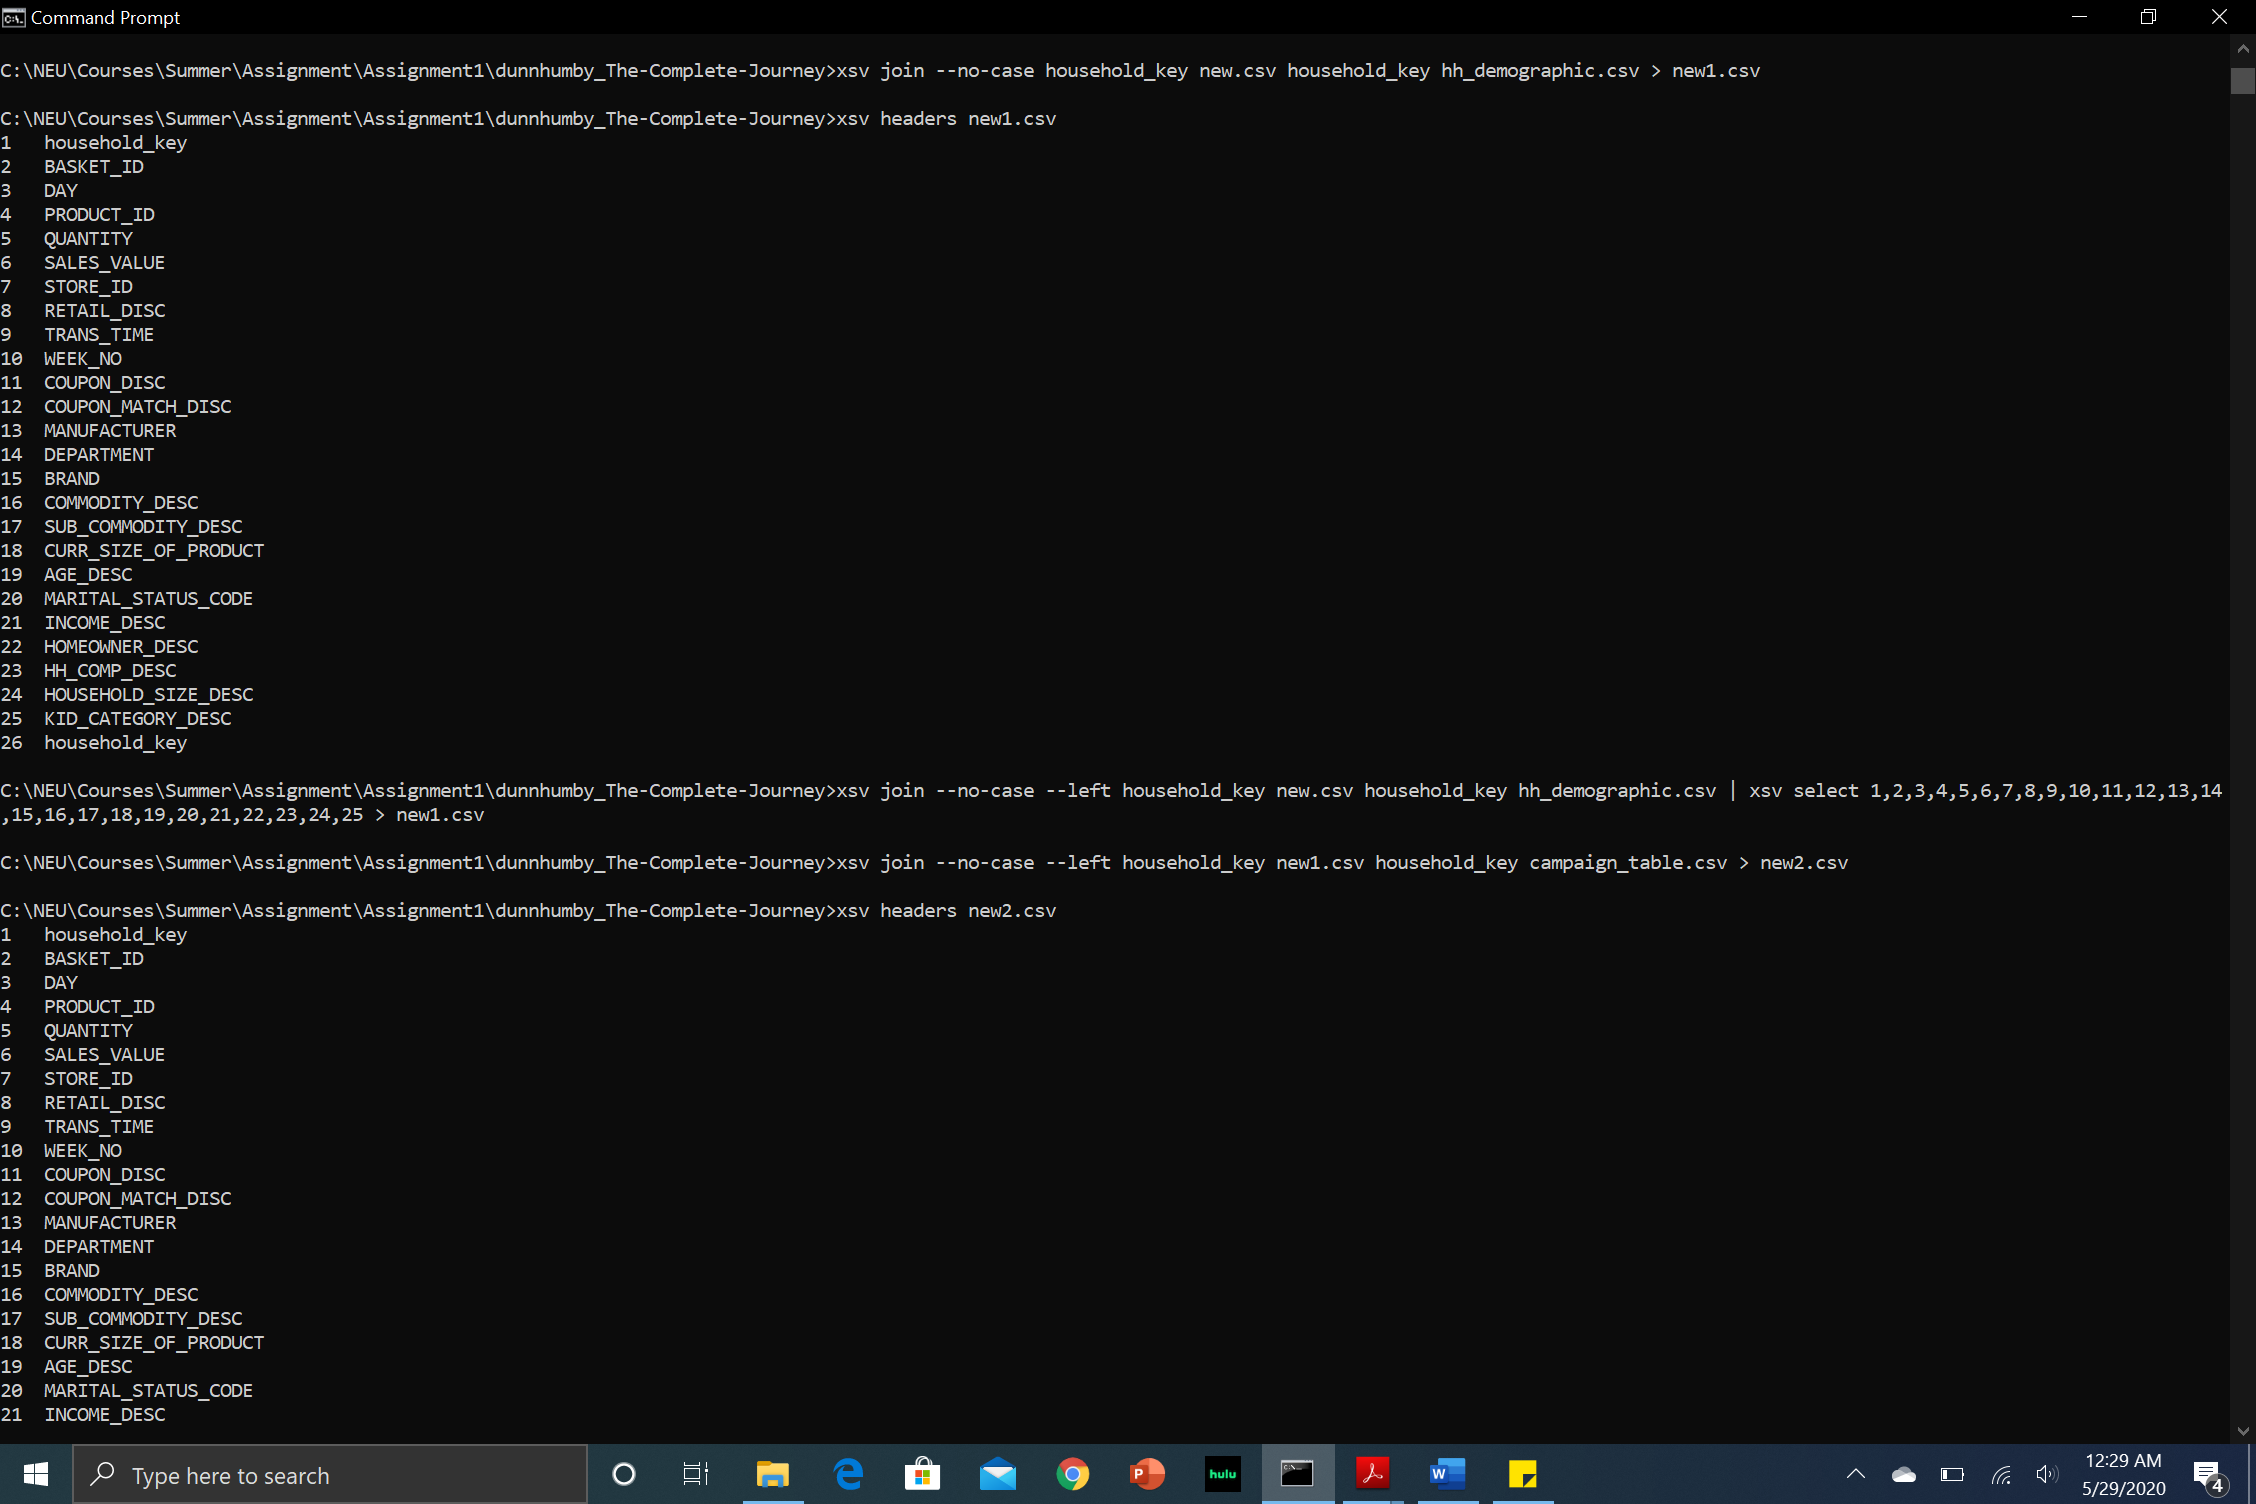 Command Prompt
C:\NEU\Courses\Summer\Assignment\Assignment1\dunnhumby_The-Complete-Journey>xsv join --no-case household_key new.csv household_key hh_demographic.csv > new1.csv
C:\NEU\Courses\Summer\Assignment\Assignment1\dunnhumby_The-Complete-Journey>xsv headers new1.csv
1 household_key
2 BASKET_ID
3 DAY
4 PRODUCT_ID
5 QUANTITY
6 SALES_VALUE
7 STORE_ID
8 RETAIL_DISC
9 TRANS_TIME
10 WEEK_NO
11 COUPON_DISC
12 COUPON_MATCH_DISC
13 MANUFACTURER
14 DEPARTMENT
15 BRAND
16 COMMODITY_DESC
17 SUB_COMMODITY_DESC
18 CURR_SIZE_OF_PRODUCT
19 AGE_DESC
20 MARITAL_STATUS_CODE
21 INCOME_DESC
22 HOMEOWNER_DESC
23 HH_COMP_DESC
24 HOUSEHOLD_SIZE_DESC
25 KID_CATEGORY_DESC
26 household_key
C:\NEU\Courses\Summer\Assignment\Assignment1\dunnhumby_The-Complete-Journey>xsv join --no-case --left household_key new.csv household_key hh_demographic.csv | xsv select 1,2,3,4,5,6,7,8,9,10,11,12,13,14
,15,16,17,18,19,20,21,22,23,24,25 > new1.csv
C:\NEU\Courses\Summer\Assignment\Assignment1\dunnhumby_The-Complete-Journey>xsv join --no-case --left household_key new1.csv household_key campaign_table.csv > new2.csv
C:\NEU\Courses\Summer\Assignment\Assignment1\dunnhumby_The-Complete-Journey>xsv headers new2.csv
1 household_key
2 BASKET_ID
3 DAY
4 PRODUCT_ID
5 QUANTITY
6 SALES_VALUE
7 STORE_ID
8 RETAIL_DISC
9 TRANS_TIME
10 WEEK_NO
11 COUPON_DISC
12 COUPON_MATCH_DISC
13 MANUFACTURER
14 DEPARTMENT
15 BRAND
16 COMMODITY_DESC
17 SUB_COMMODITY_DESC
18 CURR_SIZE_OF_PRODUCT
19 AGE_DESC
20 MARITAL_STATUS_CODE
21 INCOME_DESC
Type here to search
hulu
12:29 AM
5/29/2020
4